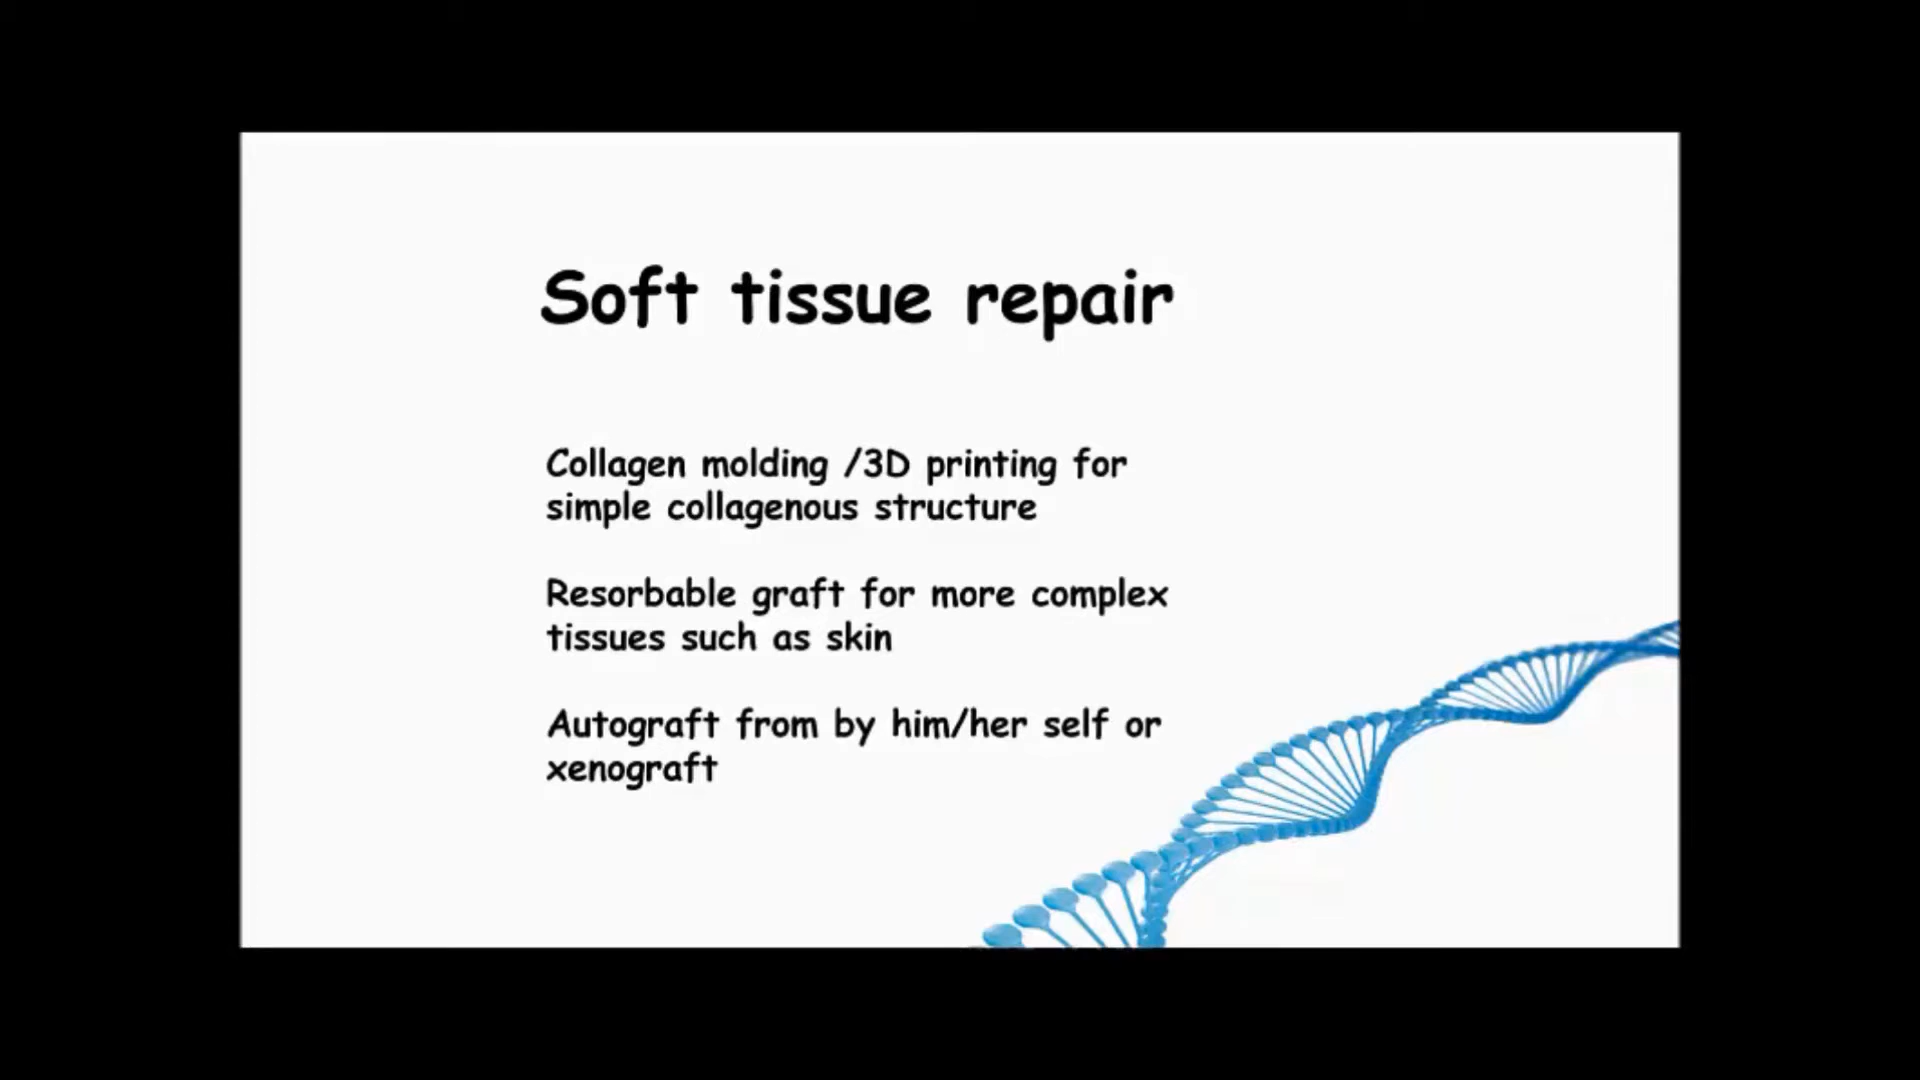 Soft tissue repair
Collagen molding /3D printing for
simple collagenous structure
Resorbable graft for more complex
tissues such as skin
Autograft from by him/her self or
xenograft